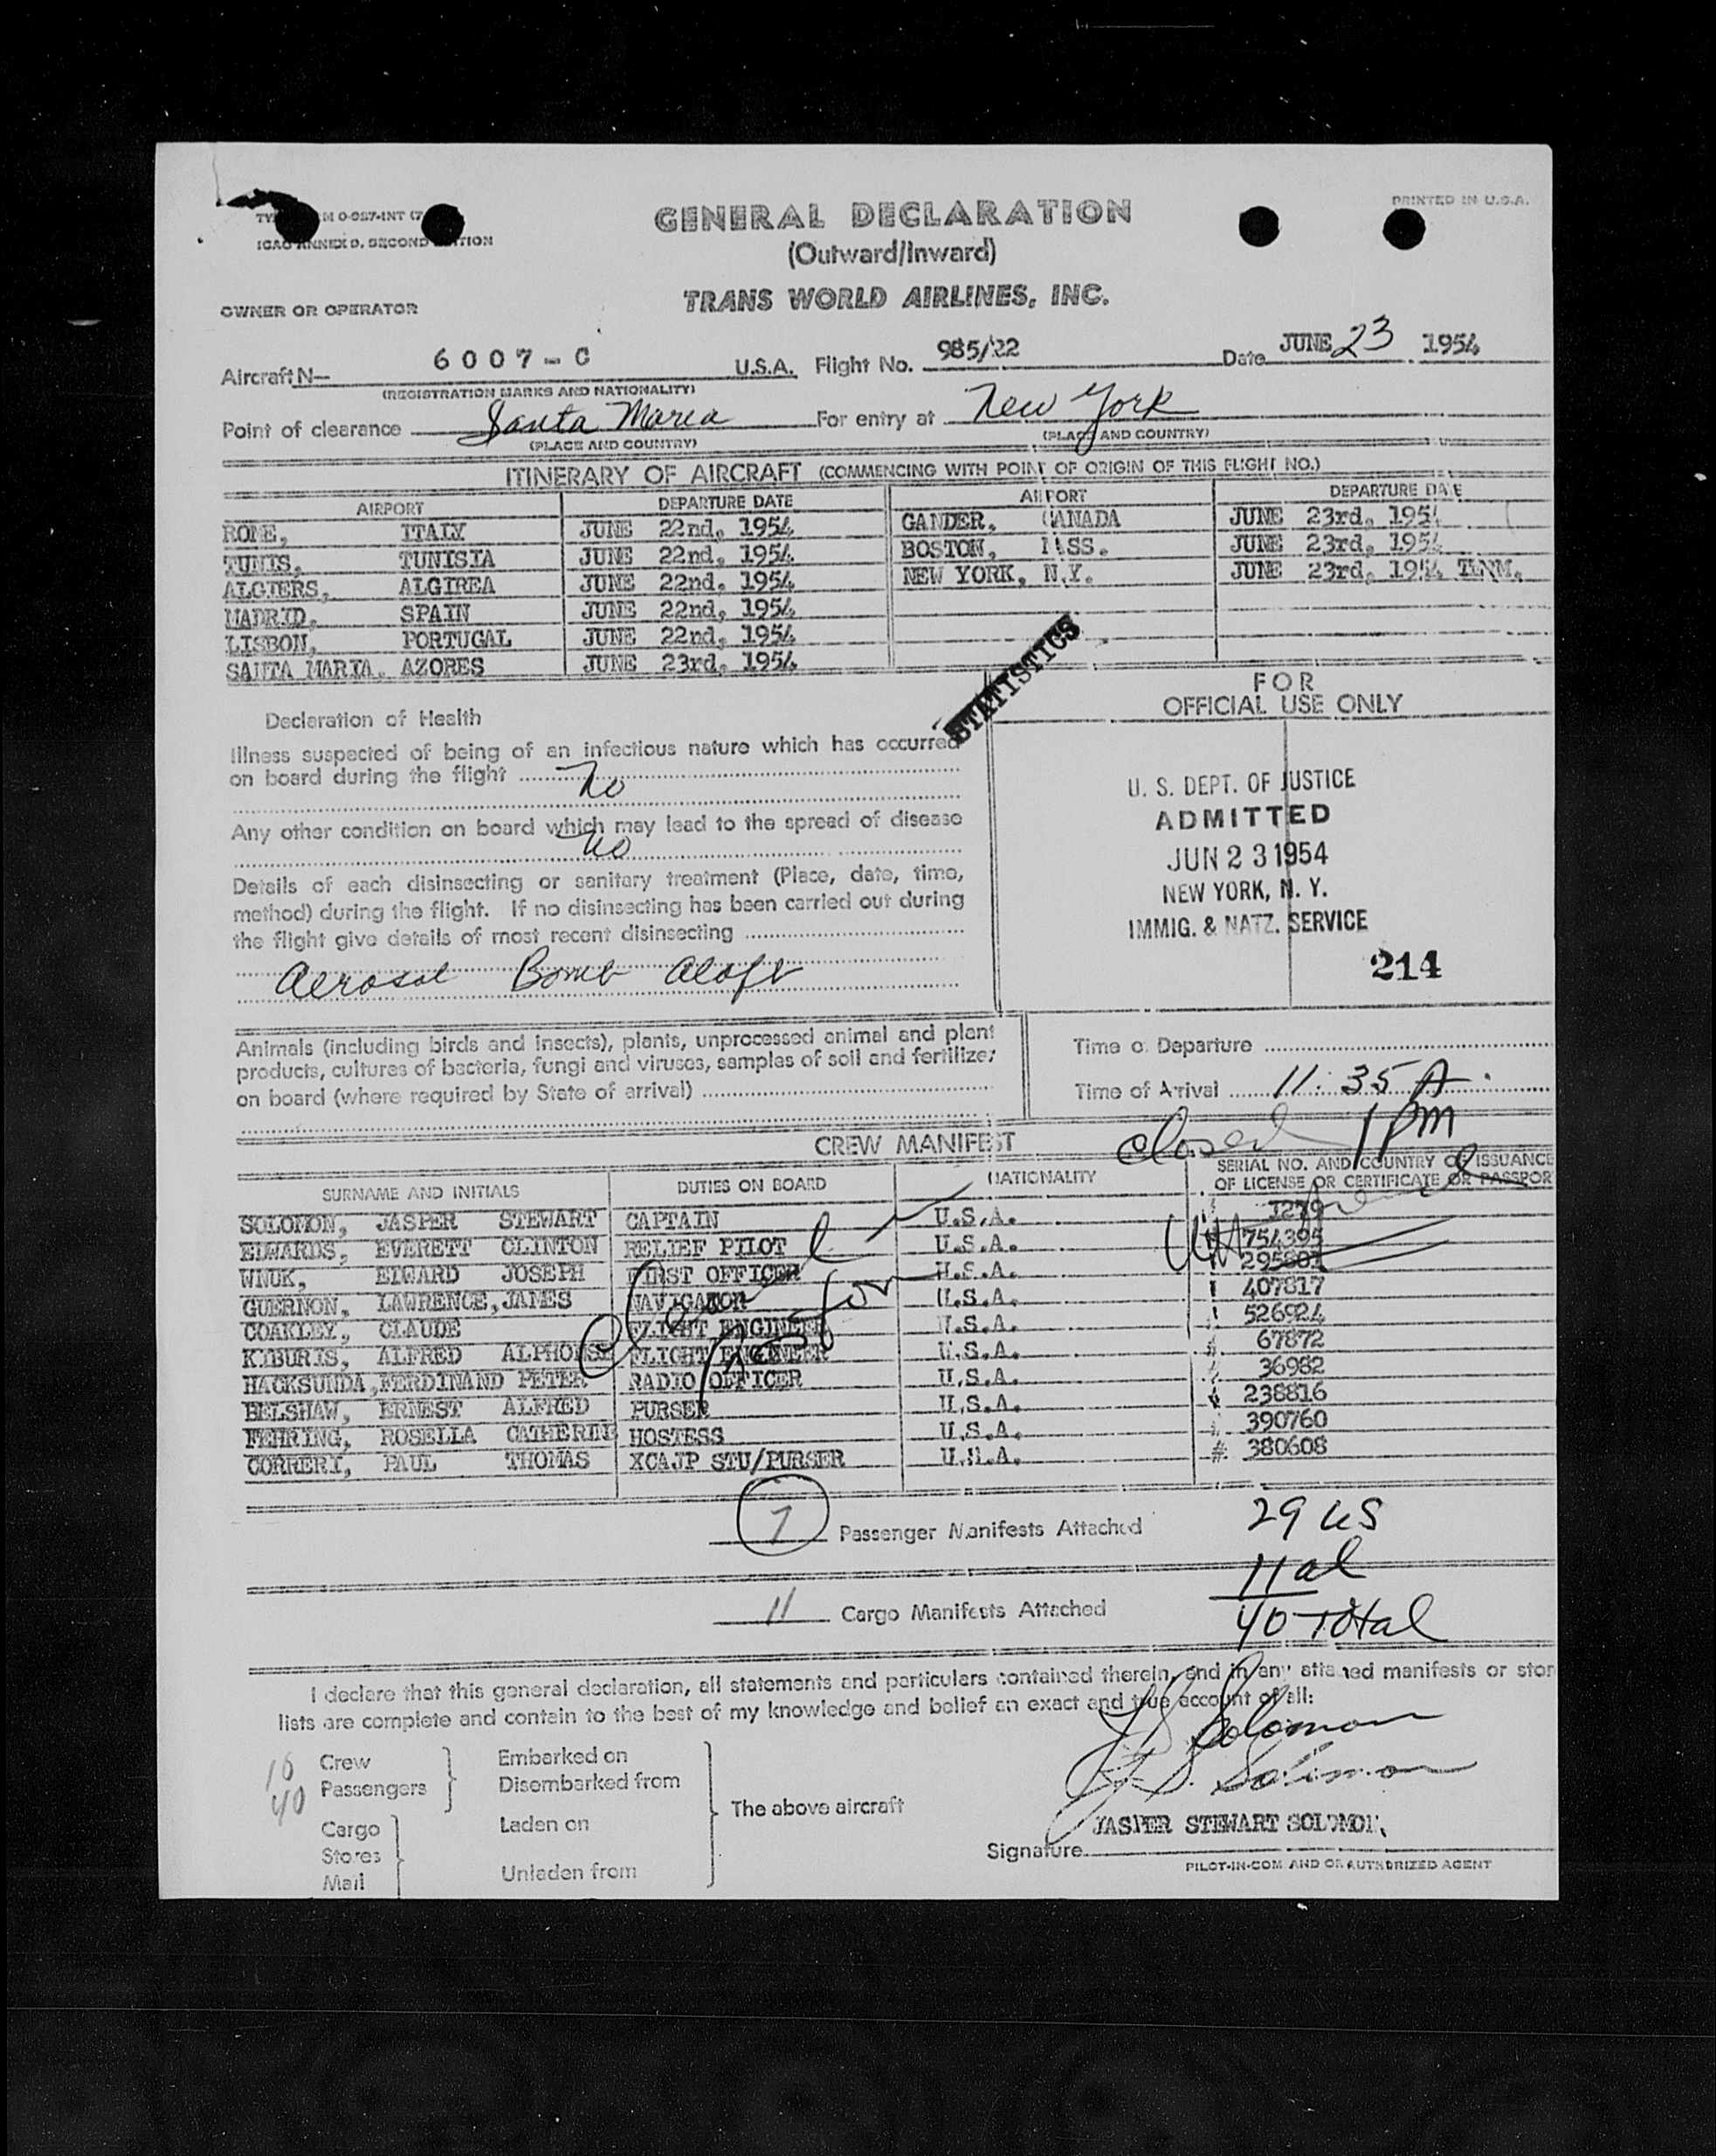 GENERAL DECLARATION
PRINTED IN U.S.A.
M 0-987-INT
ICAO ANNEX 9, SECOND
(Outward/Inward)
TRANS WORLD AIRLINES, INC.
OWNER OR OPERATOR
Aircraft N— 6007-C U.S.A. Flight No. 985/22 Date JUNE 23 1954
(REGISTRATION MARKS AND NATIONALITY)
Point of clearance Santa Maria For entry at New York
(PLACE AND COUNTRY) (PLACE AND COUNTRY)
ITINERARY OF AIRCRAFT (COMMENCING WITH POINT OF ORIGIN OF THIS FLIGHT NO.)
AIRPORT DEPARTURE DATE AIRPORT DEPARTURE DATE
ROME, ITALY JUNE 22nd, 1954 GANDER, CANADA JUNE 23rd, 1954
TUNIS, TUNISIA JUNE 22nd, 1954 BOSTON, MASS. JUNE 23rd, 1954
ALGIERS, ALGIREA JUNE 22nd, 1954 NEW YORK, N.Y. JUNE 23rd, 1954 TERM.
MADRID, SPAIN JUNE 22nd, 1954
LISBON, PORTUGAL JUNE 22nd, 1954
SANTA MARIA, AZORES JUNE 23rd, 1954
STATISTICS
FOR
OFFICIAL USE ONLY
Declaration of Health
Illness suspected of being of an infectious nature which has occurred
on board during the flight No
Any other condition on board which may lead to the spread of disease
No
Details of each disinsecting or sanitary treatment (Place, date, time,
method) during the flight. If no disinsecting has been carried out during
the flight give details of most recent disinsecting
Aerosol Bomb Aloft
U. S. DEPT. OF JUSTICE
ADMITTED
JUN 23 1954
NEW YORK, N. Y.
IMMIG. & NATZ. SERVICE
214
Animals (including birds and insects), plants, unprocessed animal and plant
products, cultures of bacteria, fungi and viruses, samples of soil and fertilizer
on board (where required by State of arrival)
Time of Departure
Time of Arrival 11:35 A.
closed 1 PM
CREW MANIFEST
SURNAME AND INITIALS DUTIES ON BOARD NATIONALITY SERIAL NO. AND COUNTRY OF ISSUANCE
OF LICENSE OR CERTIFICATE OR PASSPOR
SOLOMON, JASPER STEWART CAPTAIN U.S.A.
EDWARDS, EVERETT CLINTON RELIEF PILOT U.S.A. 754395
WNUK, EDWARD JOSEPH FIRST OFFICER U.S.A. 295801
GUERNON, LAWRENCE, JAMES NAVIGATOR U.S.A. 407817
COAKLEY, CLAUDE FLIGHT ENGINEER U.S.A. 526924
KIBURIS, ALFRED ALPHONSE FLIGHT ENGINEER U.S.A. # 67872
HACKSUNDA, FERDINAND PETER RADIO OFFICER U.S.A. 36982
BELSHAW, ERNEST ALFRED PURSER U.S.A. # 238816
FEHRING, ROSELLA CATHERINE HOSTESS U.S.A. 390760
CORRERI, PAUL THOMAS XCAJP STU/PURSER U.S.A. # 380608
7 Passenger Manifests Attached
29 US
11 al
40 Total
11 Cargo Manifests Attached
I declare that this general declaration, all statements and particulars contained therein, and in any attached manifests or stor
lists are complete and contain to the best of my knowledge and belief an exact and true account of all:
J S Solomon
J. S. Solomon
10 Crew
40 Passengers
Embarked on
Disembarked from
The above aircraft
Cargo
Stores
Mail
Laden on
Unladen from
JASPER STEWART SOLOMON,
Signature
PILOT-IN-COM AND OR AUTHORIZED AGENT